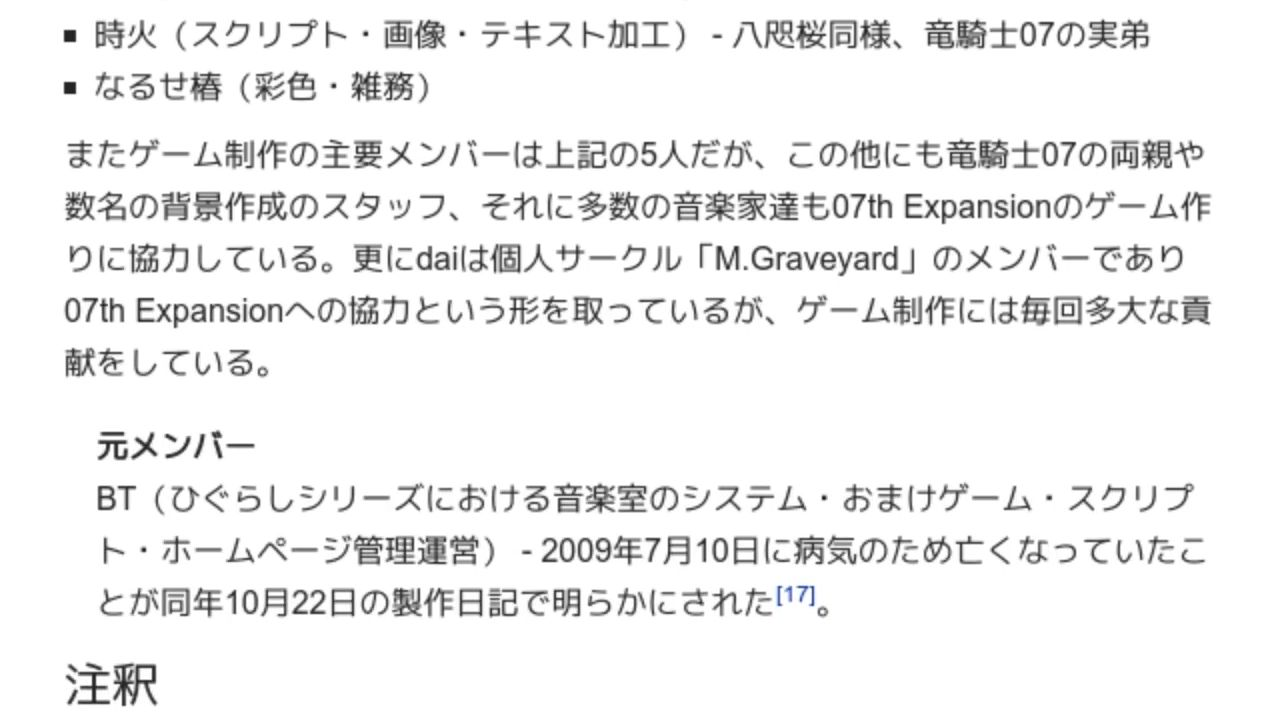 ▪ 時火（スクリプト・画像・テキスト加工） - 八咫桜同様、竜騎士07の実弟
▪ なるせ椿（彩色・雑務）
またゲーム制作の主要メンバーは上記の5人だが、この他にも竜騎士07の両親や
数名の背景作成のスタッフ、それに多数の音楽家達も07th Expansionのゲーム作
りに協力している。更にdaiは個人サークル「M.Graveyard」のメンバーであり
07th Expansionへの協力という形を取っているが、ゲーム制作には毎回多大な貢
献をしている。
元メンバー
BT（ひぐらしシリーズにおける音楽室のシステム・おまけゲーム・スクリプ
ト・ホームページ管理運営） - 2009年7月10日に病気のため亡くなっていたこ
とが同年10月22日の製作日記で明らかにされた[17]。
注釈